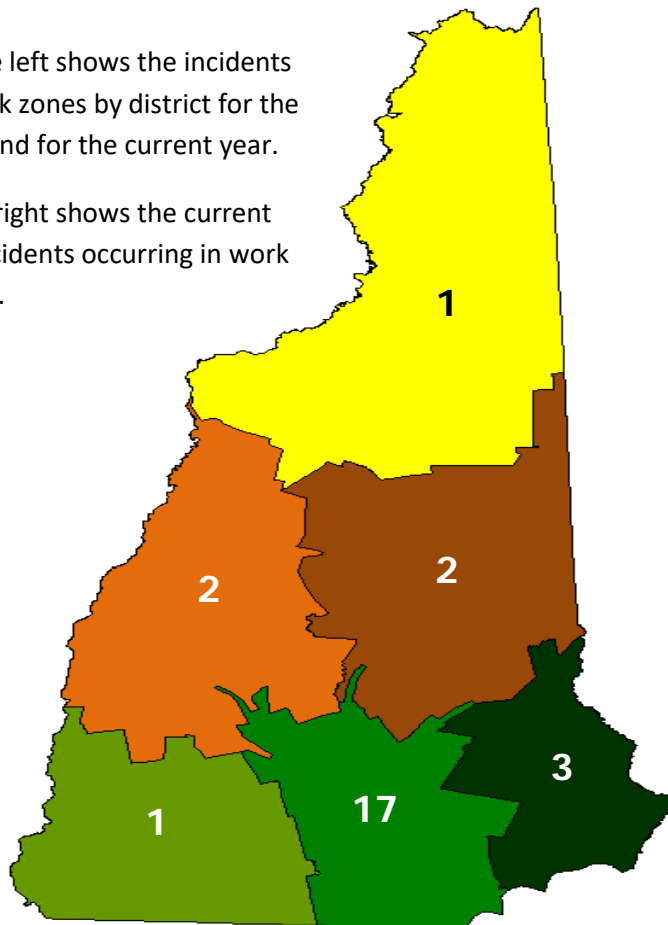 e left shows the incidents
k zones by district for the
nd for the current year.
right shows the current
cidents occurring in work
.
1
2
2
3
17
1